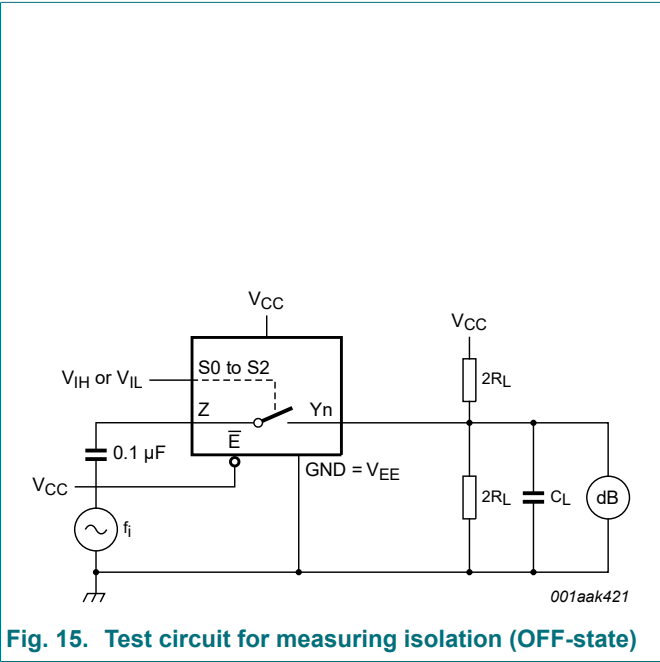 VCC
VCC
S0 to S2
2RL
VIH or VIL
Z
Yn
E̅
0.1 µF
GND = VEE
VCC
2RL
CL
dB
fi
001aak421
Fig. 15. Test circuit for measuring isolation (OFF-state)